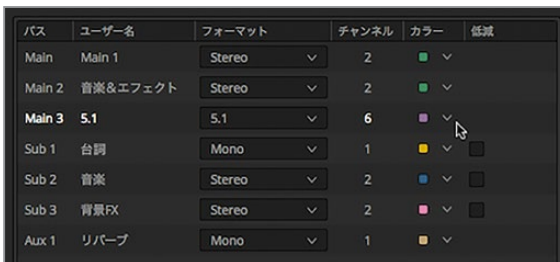 バス ユーザー名 フォーマット チャンネル カラー 低減
Main Main 1 Stereo 2
Main 2 音楽&エフェクト Stereo 2
Main 3 5.1 5.1 6
Sub 1 台詞 Mono 1
Sub 2 音楽 Stereo 2
Sub 3 背景FX Stereo 2
Aux 1 リバーブ Mono 1